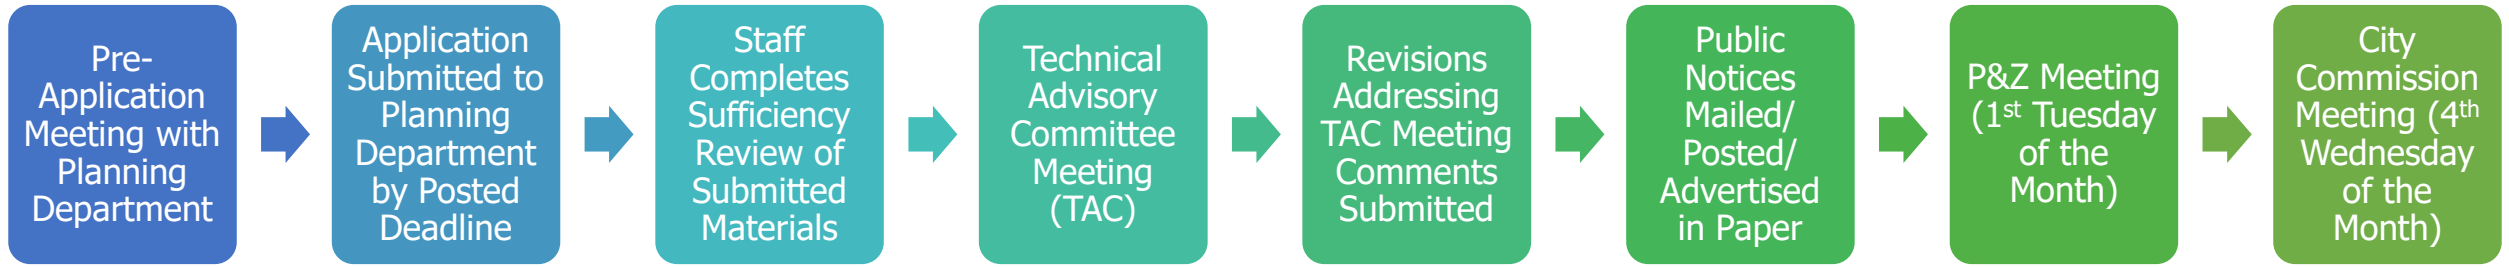 Pre-
Application
Meeting with
Planning
Department
Application
Submitted to
Planning
Department
by Posted
Deadline
Staff
Completes
Sufficiency
Review of
Submitted
Materials
Technical
Advisory
Committee
Meeting
(TAC)
Revisions
Addressing
TAC Meeting
Comments
Submitted
Public
Notices
Mailed/
Posted/
Advertised
in Paper
P&Z Meeting
(1st Tuesday
of the
Month)
City
Commission
Meeting (4th
Wednesday
of the
Month)